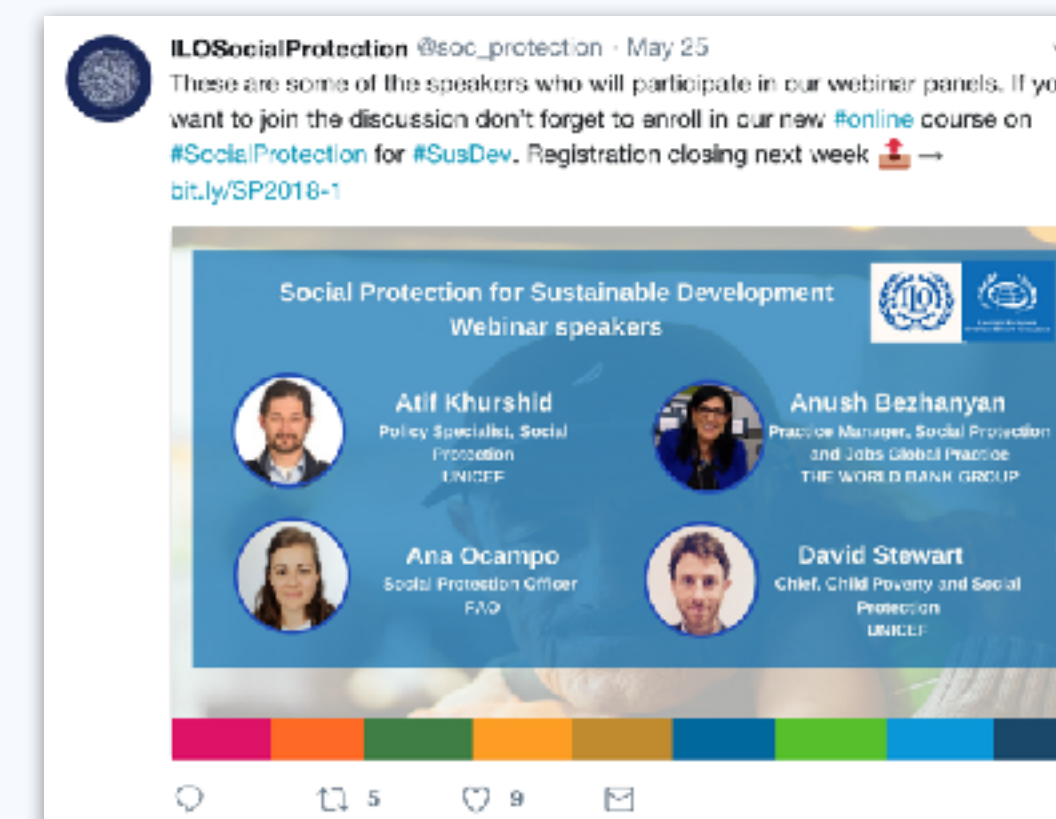 ILOSocialProtection @soc_protection · May 25
These are some of the speakers who will participate in our webinar panels. If yo
want to join the discussion don't forget to enroll in our new #online course on
#SocialProtection for #SusDev. Registration closing next week 📤 →
bit.ly/SP2018-1
Social Protection for Sustainable Development
Webinar speakers
ILO
Atif Khurshid
Policy Specialist, Social
Protection
UNICEF
Anush Bezhanyan
Practice Manager, Social Protection
and Jobs Global Practice
THE WORLD BANK GROUP
Ana Ocampo
Social Protection Officer
FAO
David Stewart
Chief, Child Poverty and Social
Protection
UNICEF
5
9